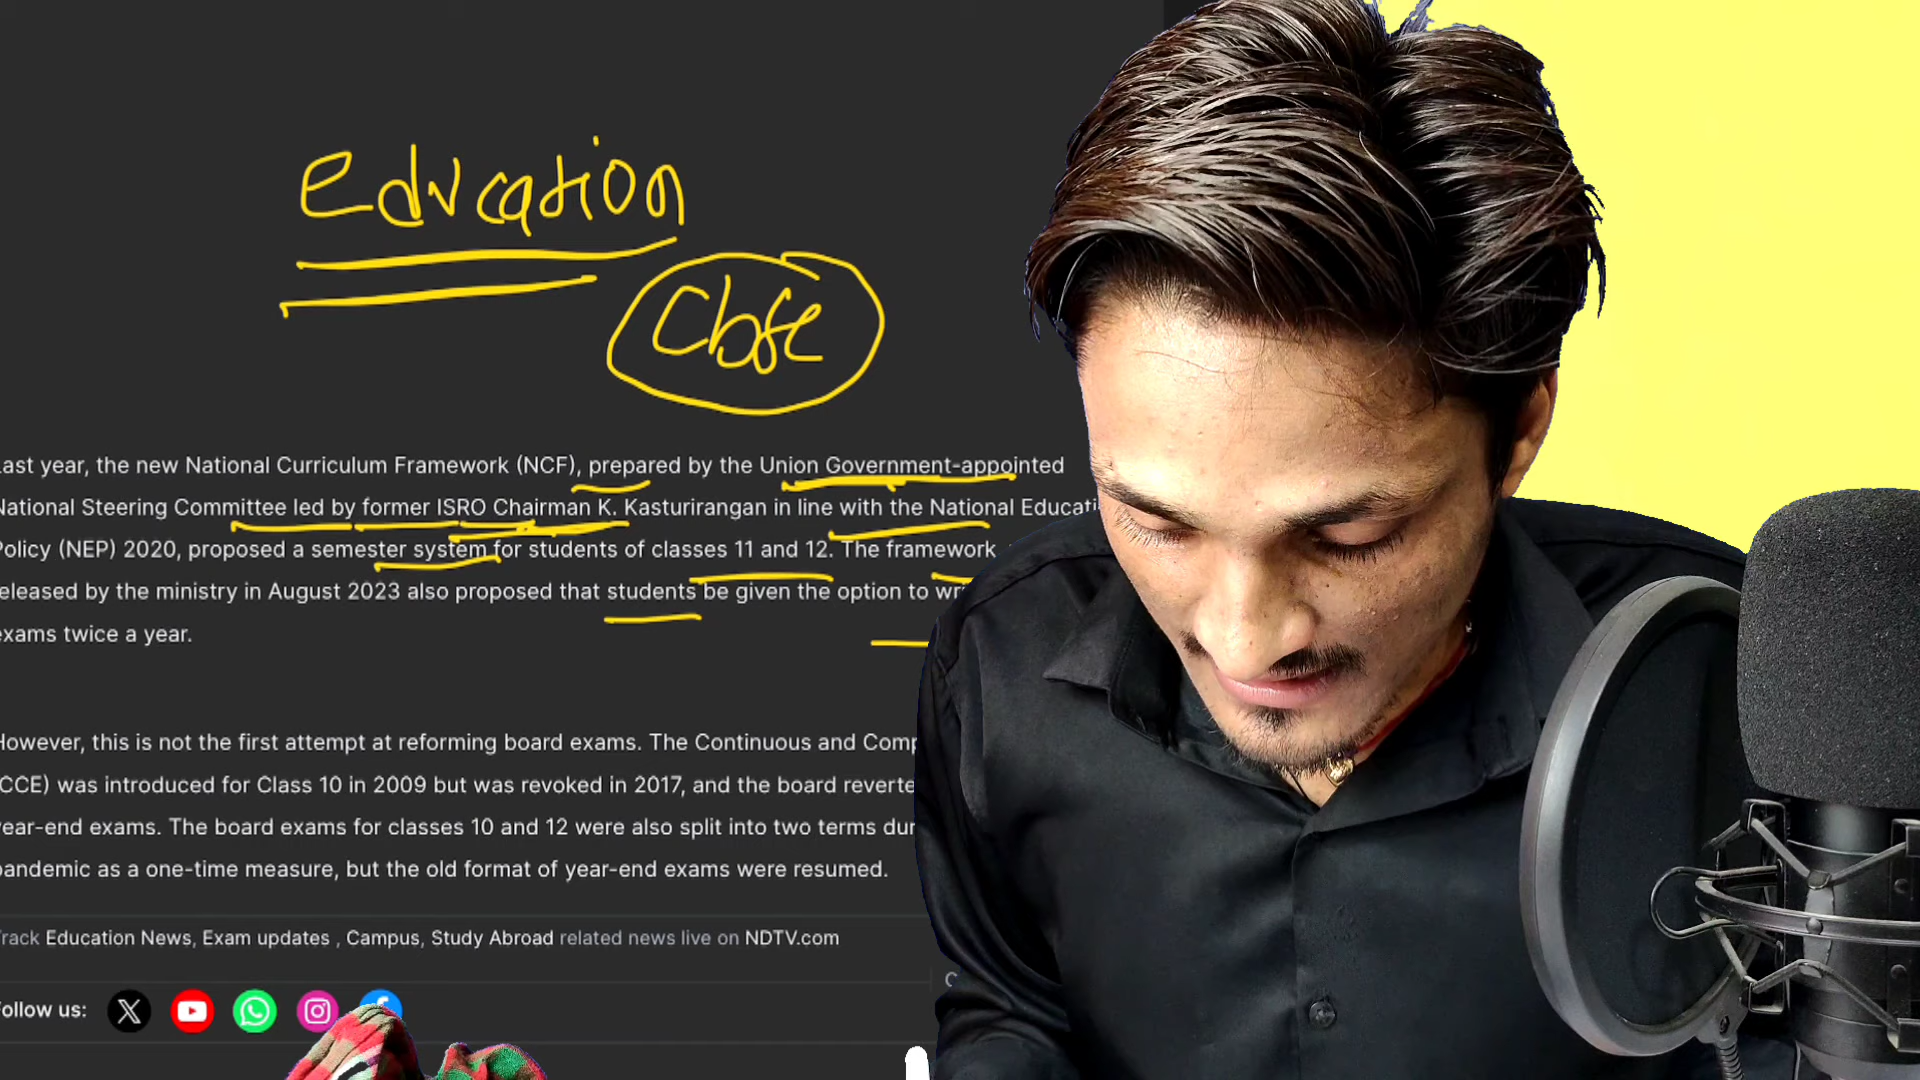 Education
Cbse
ast year, the new National Curriculum Framework (NCF), prepared by the Union Government-appointed
National Steering Committee led by former ISRO Chairman K. Kasturirangan in line with the National Educati
Policy (NEP) 2020, proposed a semester system for students of classes 11 and 12. The framework
eleased by the ministry in August 2023 also proposed that students be given the option to wr
exams twice a year.
However, this is not the first attempt at reforming board exams. The Continuous and Comp
CCE) was introduced for Class 10 in 2009 but was revoked in 2017, and the board reverte
year-end exams. The board exams for classes 10 and 12 were also split into two terms dur
pandemic as a one-time measure, but the old format of year-end exams were resumed.
rack Education News, Exam updates , Campus, Study Abroad related news live on NDTV.com
ollow us: